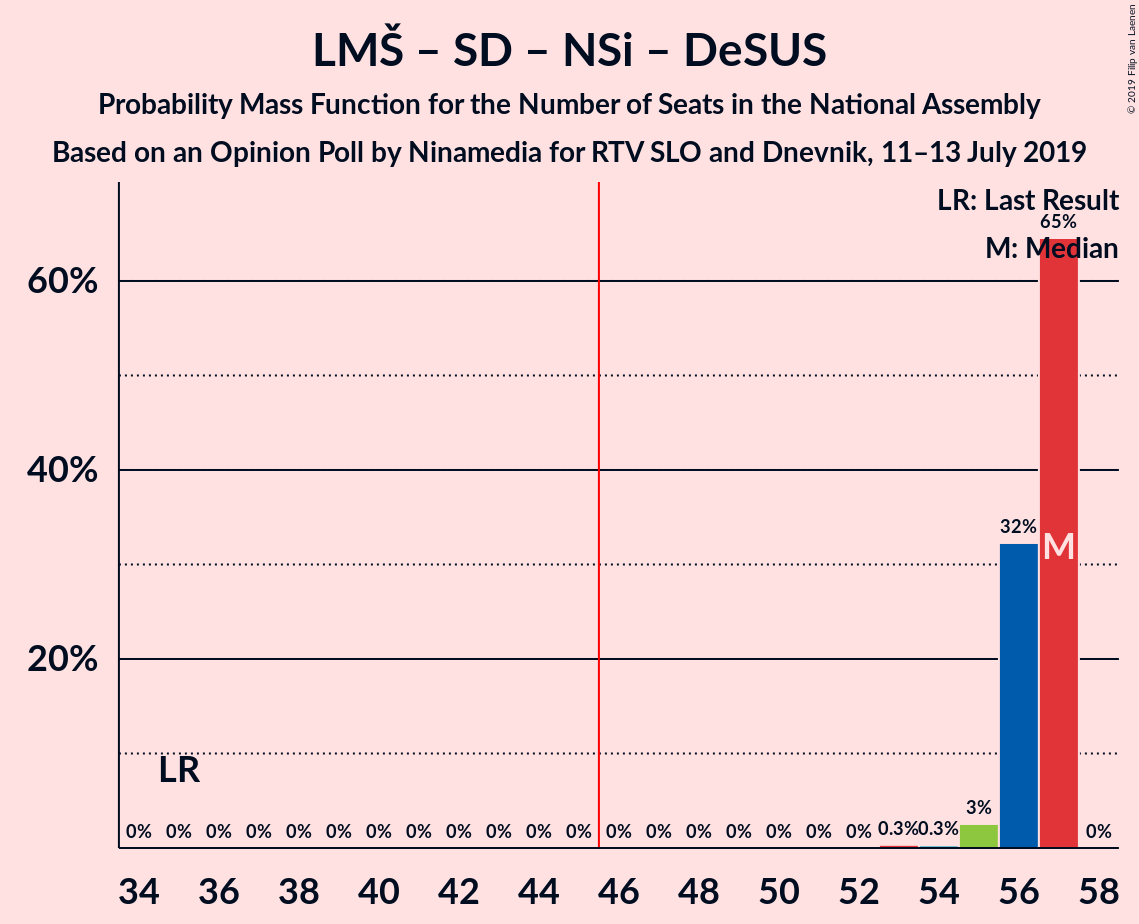 LMŠ – SD – NSi – DeSUS
Probability Mass Function for the Number of Seats in the National Assembly
Based on an Opinion Poll by Ninamedia for RTV SLO and Dnevnik, 11–13 July 2019
© 2019 Filip van Laenen
LR: Last Result
65%
M: Median
60%
40%
32%
M
20%
LR
3%
0% 0% 0% 0% 0% 0% 0% 0% 0% 0% 0% 0% 0% 0% 0% 0% 0% 0% 0% 0.3% 0.3% 0%
34 36 38 40 42 44 46 48 50 52 54 56 58